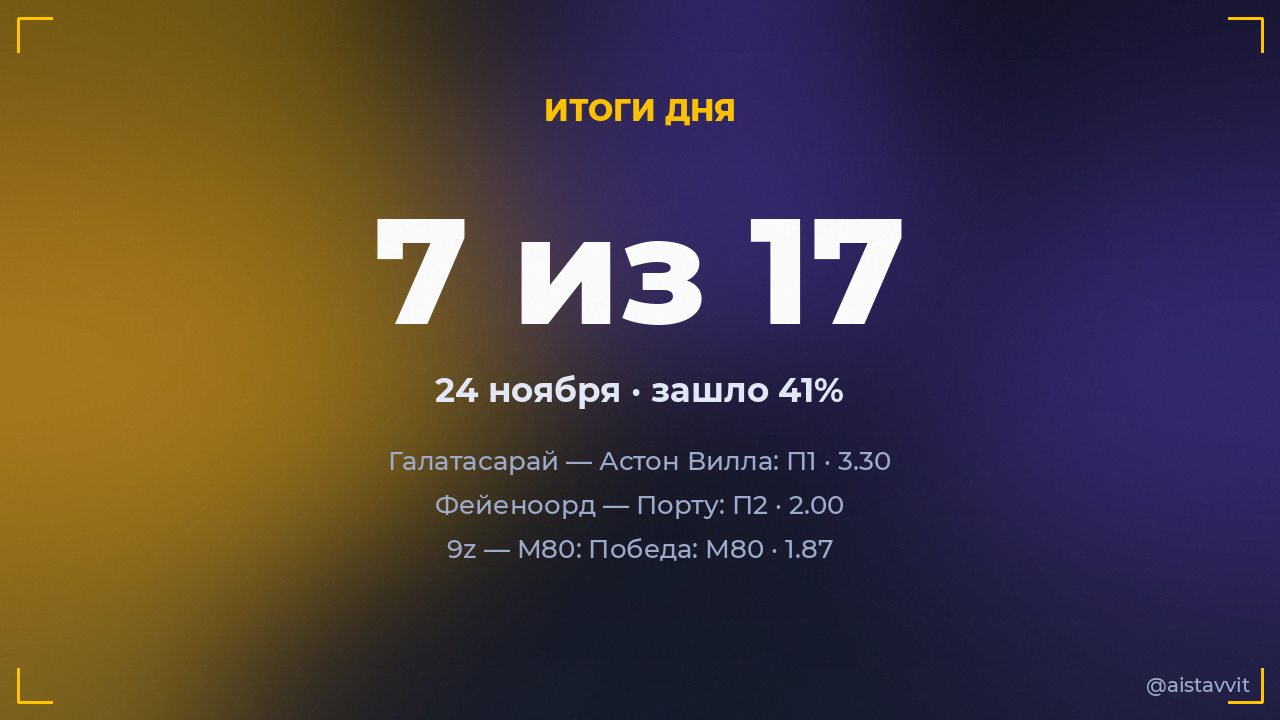 ИТОГИ ДНЯ
7 из 17
24 ноября · зашло 41%
Галатасарай — Астон Вилла: П1 · 3.30
Фейеноорд — Порту: П2 · 2.00
9z — M80: Победа: M80 · 1.87
@aistavvit